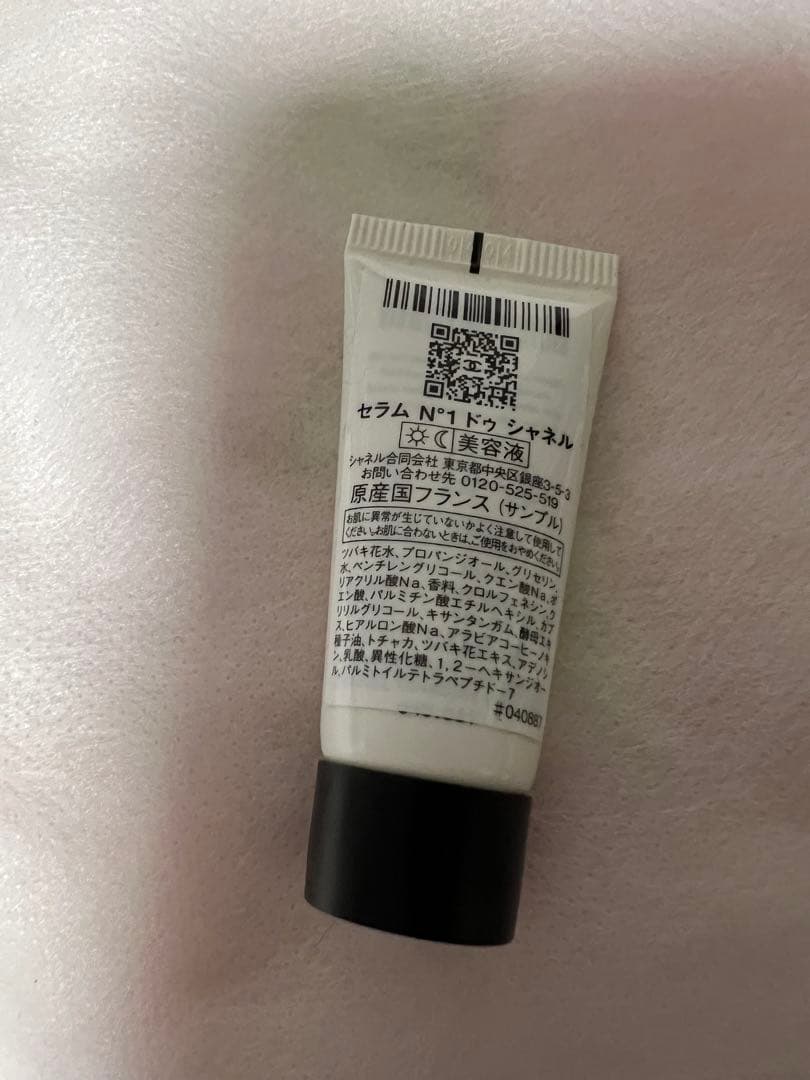 セラム N°1 ドゥ シャネル
美容液
シャネル合同会社 東京都中央区銀座3-5-3
お問い合わせ先 0120-525-519
原産国フランス (サンプル)
お肌に異常が生じていないかよく注意して使用して
ください。お肌に合わないときは、ご使用をおやめください。
ツバキ花水、プロパンジオール、グリセリン、
水、ペンチレングリコール、クエン酸Na、ポ
リアクリル酸Na、香料、クロルフェネシン、ク
エン酸、パルミチン酸エチルヘキシル、カプ
リリルグリコール、キサンタンガム、酵母エキ
ス、ヒアルロン酸Na、アラビアコーヒーノキ
種子油、トチャカ、ツバキ花エキス、アデノシ
ン、乳酸、異性化糖、1,2-ヘキサンジオー
ル、パルミトイルテトラペプチド-7
#040887